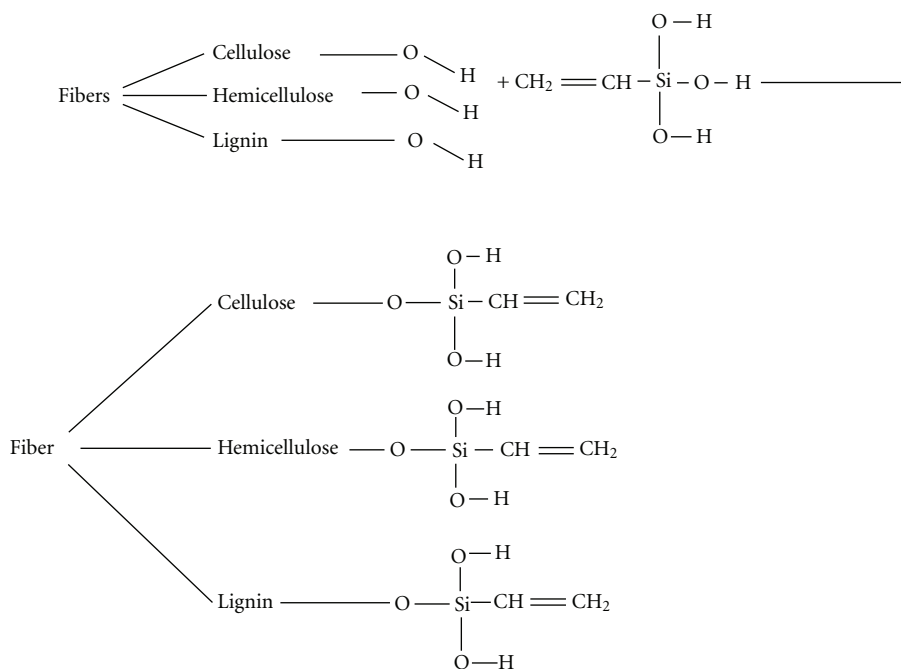 O H
Cellulose O H
Fibers Hemicellulose O H + CH₂ CH Si O H
Lignin O H O H
O H
Cellulose O Si CH CH₂
O H
O H
Fiber Hemicellulose O Si CH CH₂
O H
O H
Lignin O Si CH CH₂
O H